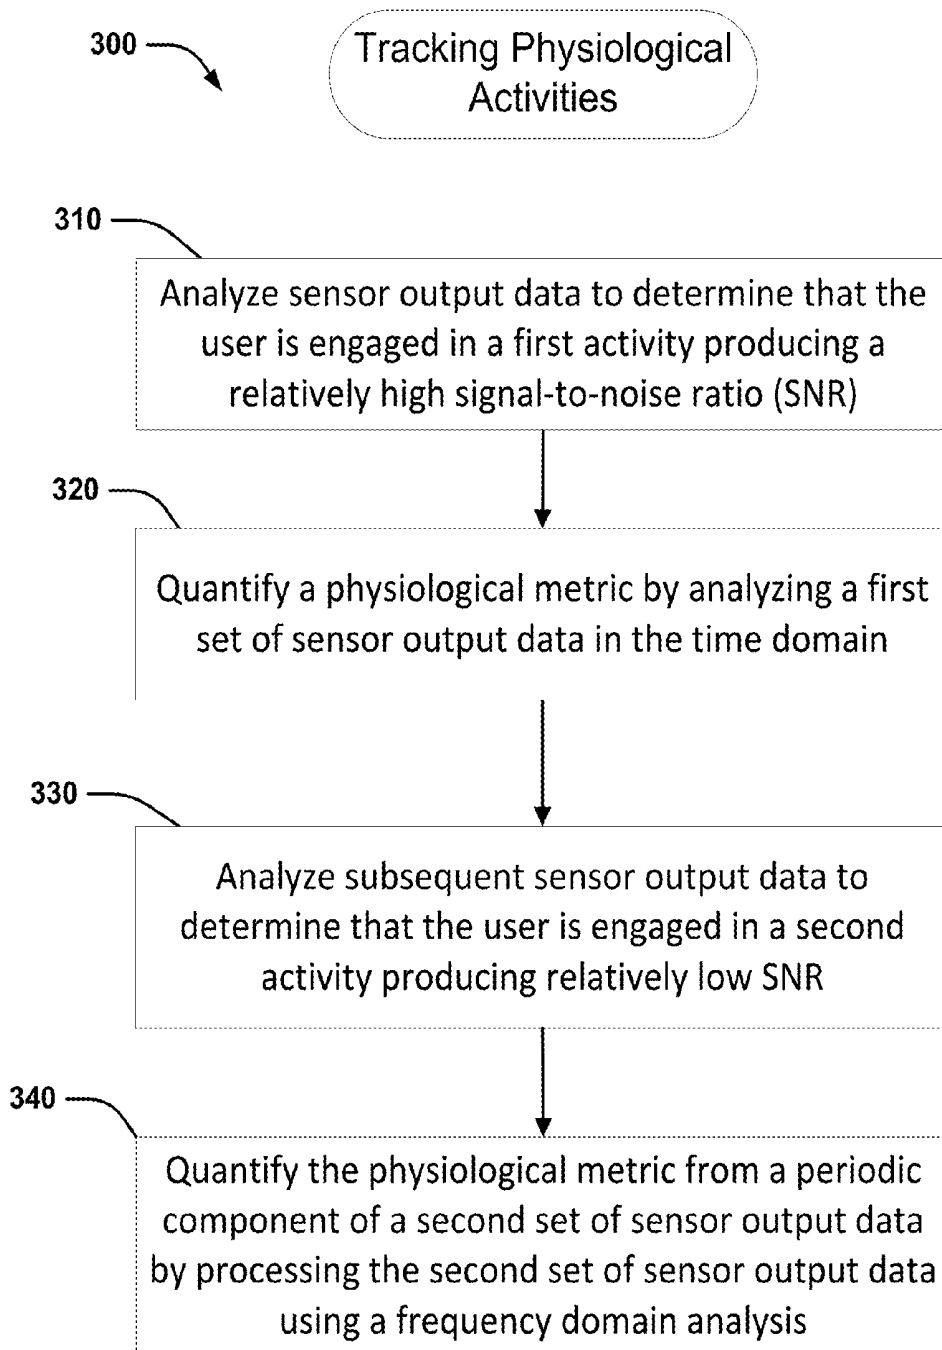 300
Tracking Physiological
Activities
310
Analyze sensor output data to determine that the
user is engaged in a first activity producing a
relatively high signal-to-noise ratio (SNR)
320
Quantify a physiological metric by analyzing a first
set of sensor output data in the time domain
330
Analyze subsequent sensor output data to
determine that the user is engaged in a second
activity producing relatively low SNR
340
Quantify the physiological metric from a periodic
component of a second set of sensor output data
by processing the second set of sensor output data
using a frequency domain analysis